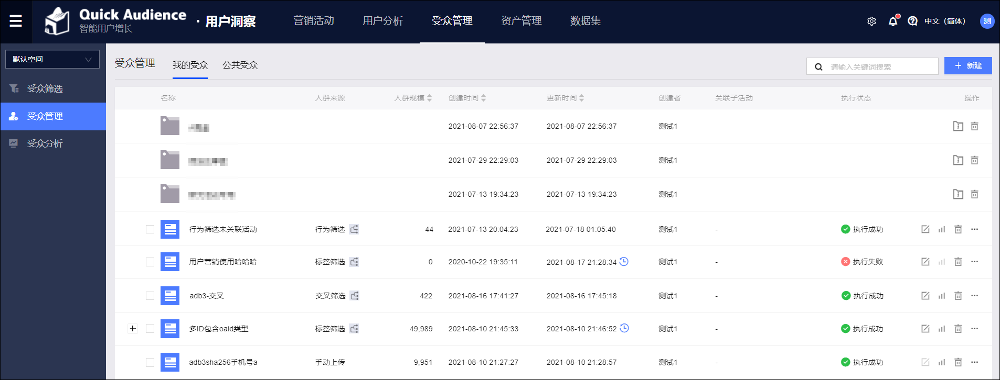 Quick Audience
智能用户增长
· 用户洞察
营销活动
用户分析
受众管理
资产管理
数据集
中文（简体）
测
默认空间
受众筛选
受众管理
受众分析
受众管理 我的受众 公共受众
请输入关键词搜索
+ 新建
名称 人群来源 人群规模 创建时间 更新时间 创建者 关联子活动 执行状态 操作
2021-08-07 22:56:37 2021-08-07 22:56:37 测试1
2021-07-29 22:29:03 2021-07-29 22:29:03 测试1
2021-07-13 19:34:23 2021-07-13 19:34:23 测试1
行为筛选未关联活动 行为筛选 44 2021-07-13 20:04:23 2021-07-18 01:05:40 测试1 - 执行成功
用户营销使用哈哈哈 标签筛选 0 2020-10-22 19:35:11 2021-08-17 21:28:34 测试1 - 执行失败
adb3-交叉 交叉筛选 422 2021-08-16 17:41:27 2021-08-16 17:45:18 测试1 - 执行成功
多ID包含oaid类型 标签筛选 49,989 2021-08-10 21:45:33 2021-08-10 21:46:52 测试1 - 执行成功
adb3sha256手机号a 手动上传 9,951 2021-08-10 21:27:27 2021-08-10 21:28:57 测试1 - 执行成功